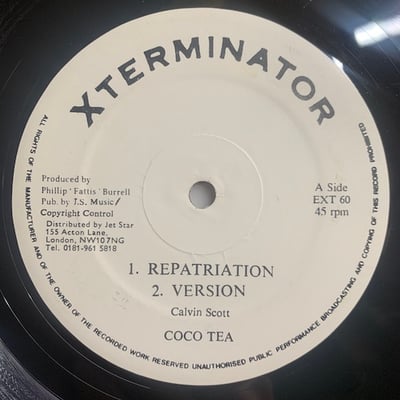 XTERMINATOR
Produced by
Phillip 'Fattis' Burrell
Pub. by J.S. Music/
Copyright Control
Distributed by Jet Star
155 Acton Lane,
London, NW107NG
Tel. 0181-961 5818
A Side
EXT 60
45 rpm
1. REPATRIATION
2. VERSION
Calvin Scott
COCO TEA
ALL RIGHTS OF THE MANUFACTURER AND OF THE OWNER OF THE RECORDED WORK RESERVED UNAUTHORISED PUBLIC PERFORMANCE BROADCASTING AND COPYING OF THIS RECORD PROHIBITED